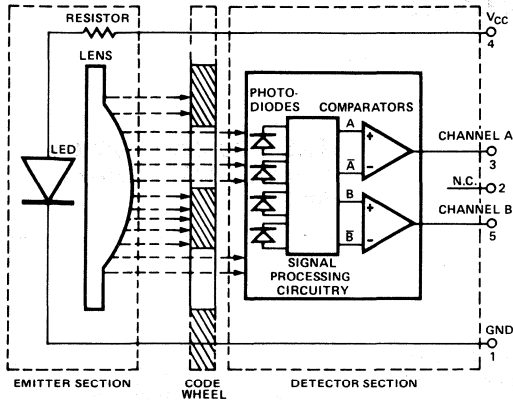 RESISTOR
VCC
4
LENS
PHOTO-
DIODES
COMPARATORS
A
+
CHANNEL A
3
LED
A̅
−
N.C.
2
B
+
CHANNEL B
5
B̅
−
SIGNAL
PROCESSING
CIRCUITRY
GND
1
EMITTER SECTION
CODE
WHEEL
DETECTOR SECTION